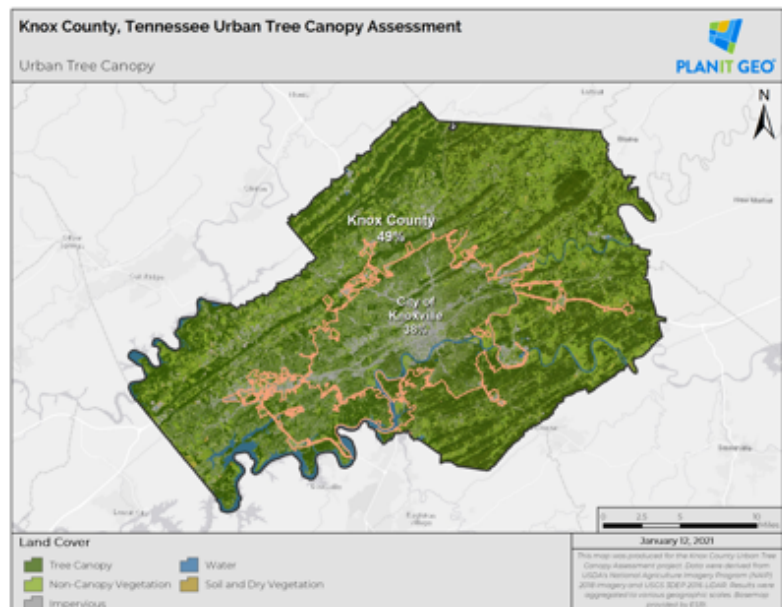 Knox County, Tennessee Urban Tree Canopy Assessment
Urban Tree Canopy
PLANIT GEO
N
Knox County
49%
City of
Knoxville
38%
0 2.5 5 10
Miles
Land Cover
Tree Canopy
Non-Canopy Vegetation
Impervious
Water
Soil and Dry Vegetation
January 12, 2021
This map was produced for the Knox County Urban Tree
Canopy Assessment project. Data were derived from
USDA's National Agriculture Imagery Program (NAIP)
2018 imagery and USGS 3DEP 2016 LiDAR. Results were
aggregated to various geographic scales. Basemap
provided by ESRI.